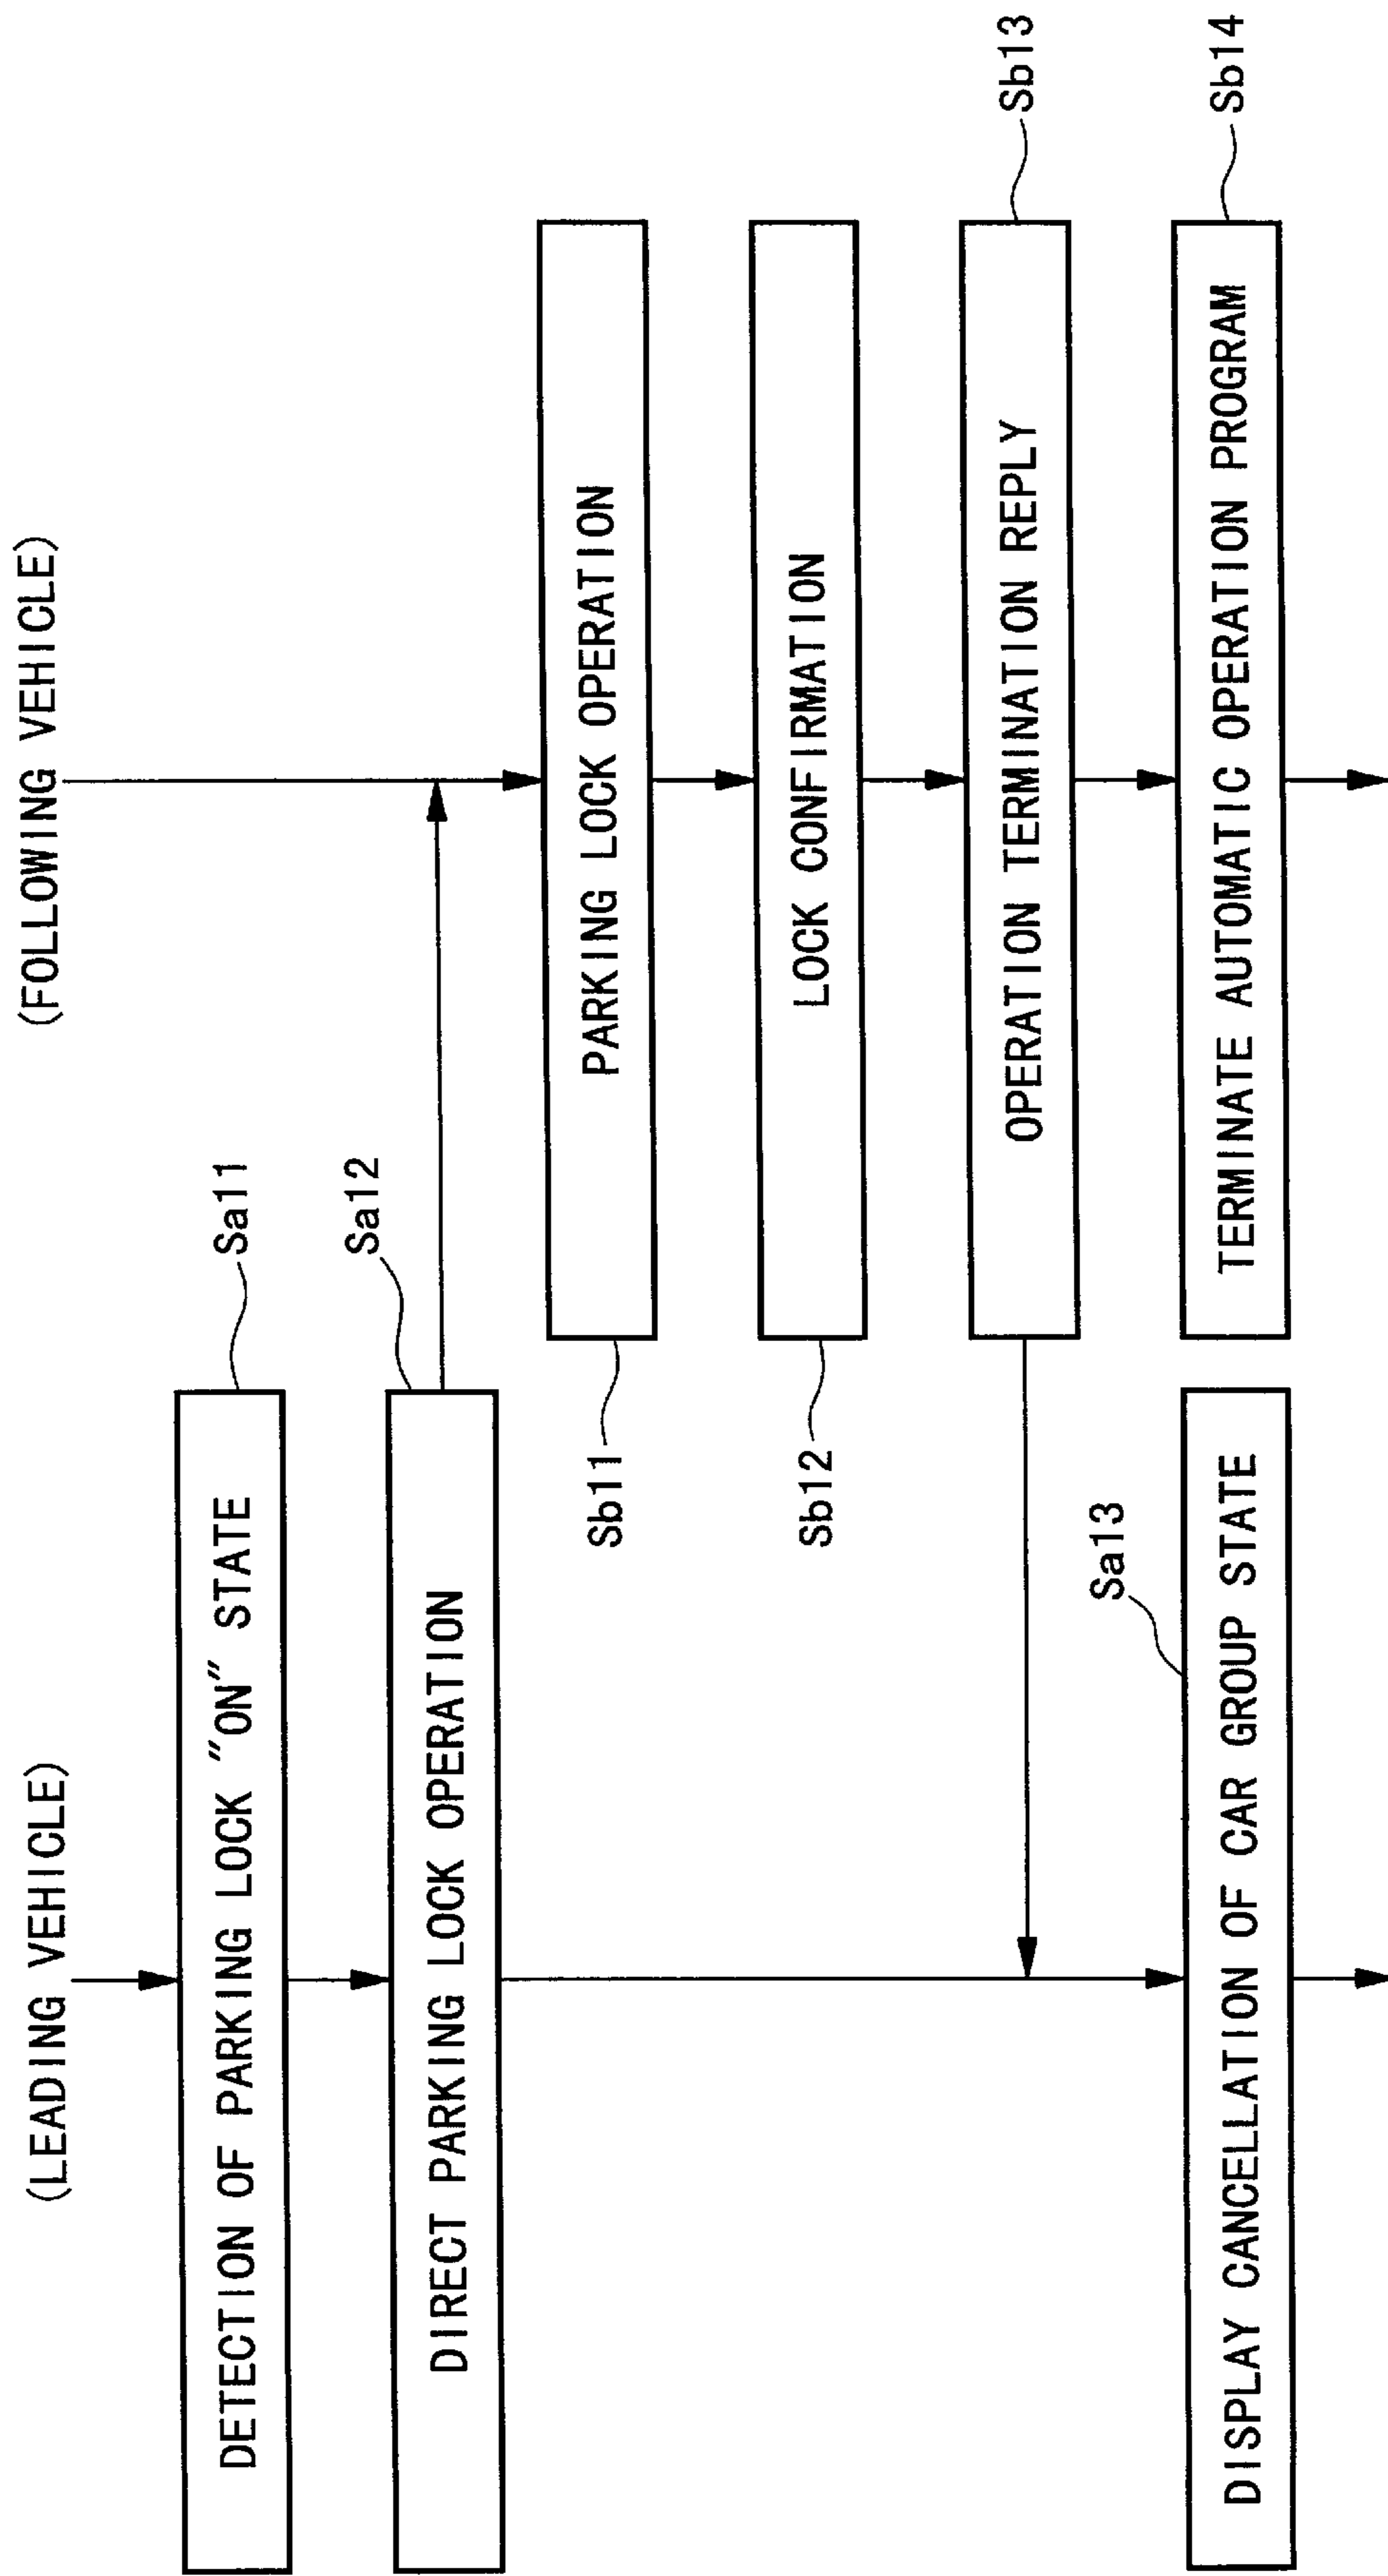 (LEADING VEHICLE)
(FOLLOWING VEHICLE)
Sa11
DETECTION OF PARKING LOCK "ON" STATE
Sa12
DIRECT PARKING LOCK OPERATION
Sb11
PARKING LOCK OPERATION
Sb12
LOCK CONFIRMATION
Sb13
OPERATION TERMINATION REPLY
Sa13
DISPLAY CANCELLATION OF CAR GROUP STATE
Sb14
TERMINATE AUTOMATIC OPERATION PROGRAM